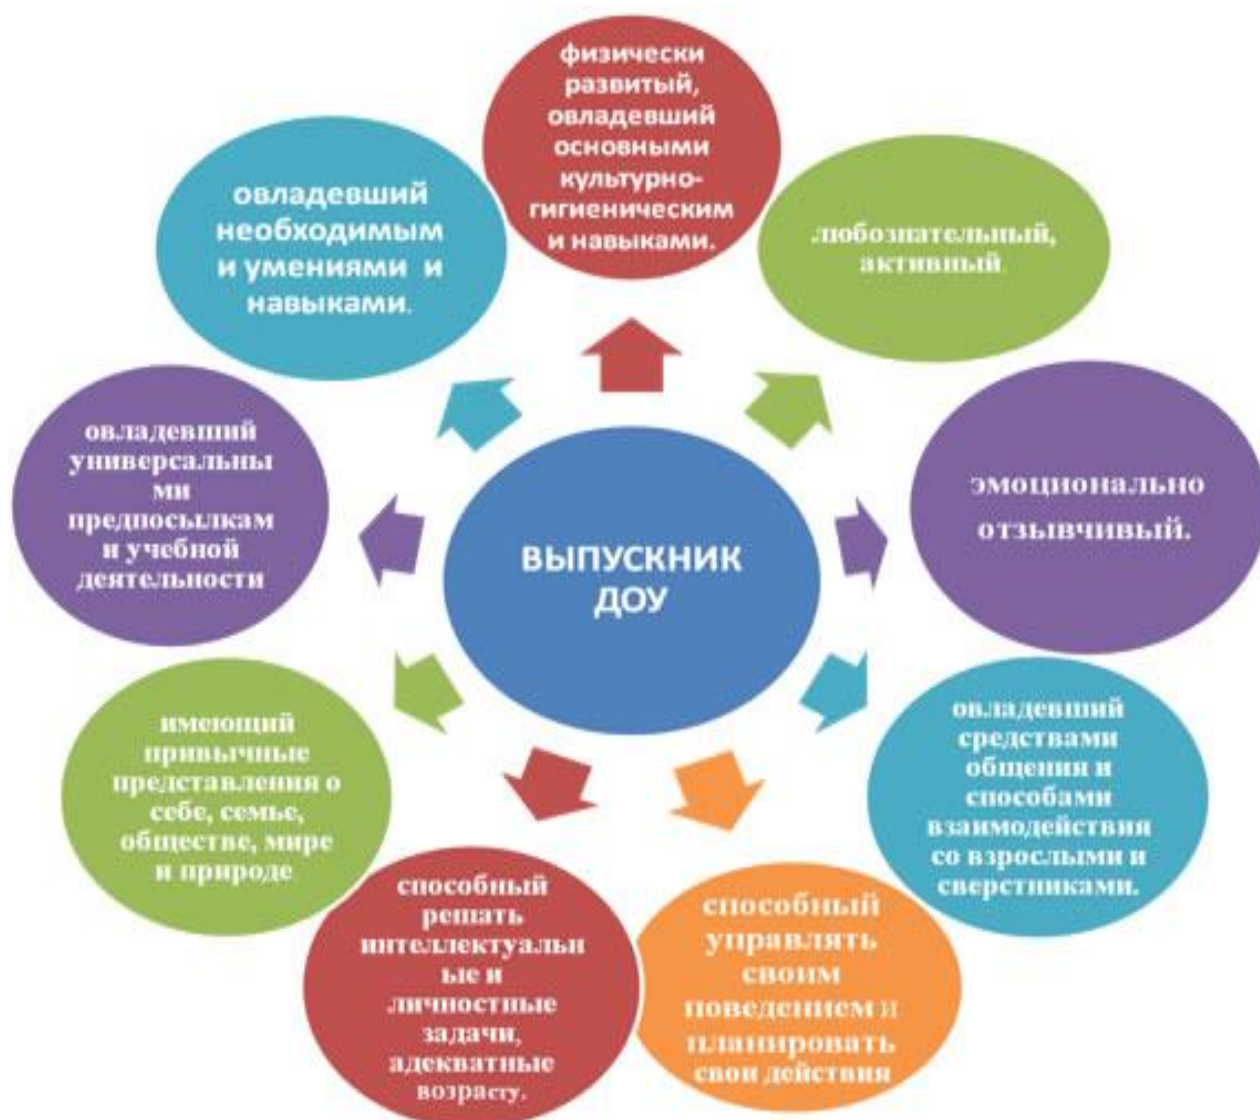 физически
развитый,
овладевший
основными
культурно-
гигиеническим
и навыками.
любознательный,
активный
эмоционально
отзывчивый.
овладевший
средствами
общения и
способами
взаимодействия
со взрослыми и
сверстниками.
способный
управлять
своим
поведением и
планировать
свои действия
способный
решать
интеллектуальн
ые и
личностные
задачи,
адекватные
возрасту.
имеющий
привычные
представления о
себе, семье,
обществе, мире
и природе
овладевший
универсальны
ми
предпосылкам
и учебной
деятельности
овладевший
необходимым
и умениями и
навыками.
ВЫПУСКНИК
ДОУ